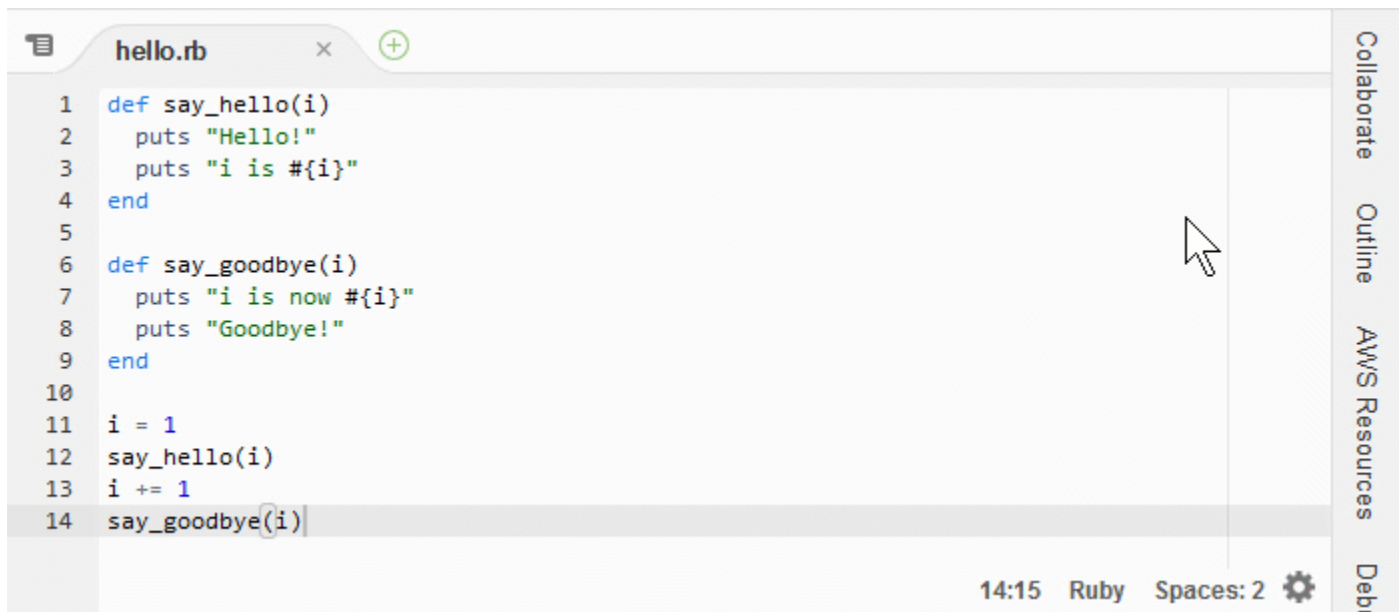 hello.rb
1 def say_hello(i)
2   puts "Hello!"
3   puts "i is #{i}"
4 end
5
6 def say_goodbye(i)
7   puts "i is now #{i}"
8   puts "Goodbye!"
9 end
10
11 i = 1
12 say_hello(i)
13 i += 1
14 say_goodbye(i)
14:15 Ruby Spaces: 2
Collaborate
Outline
AWS Resources